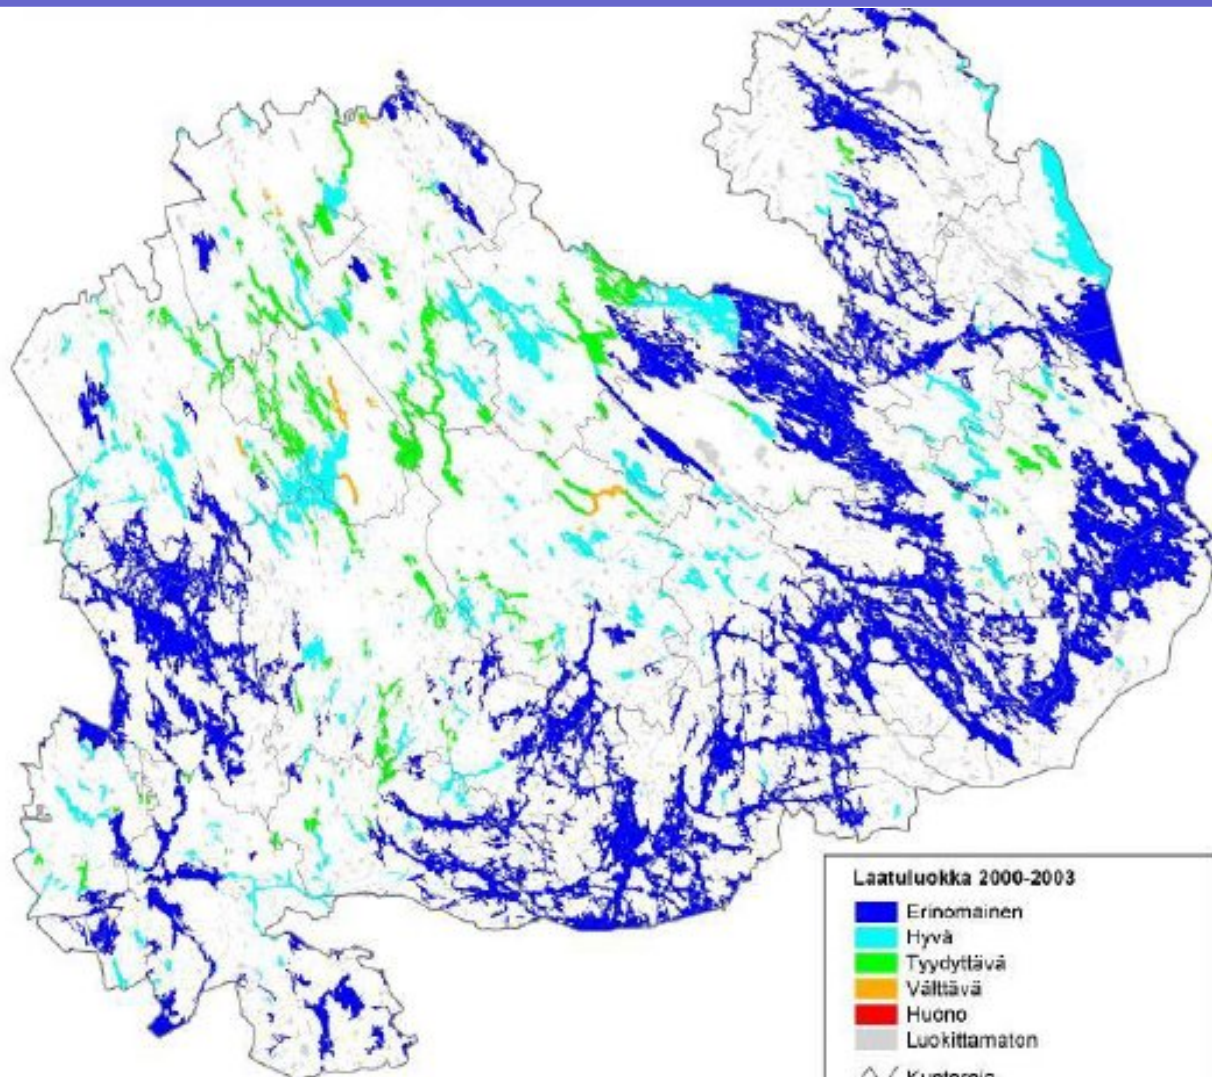 Laatuluokka 2000-2003
Erinomainen
Hyvä
Tyydyttävä
Välttävä
Huono
Luokittamaton